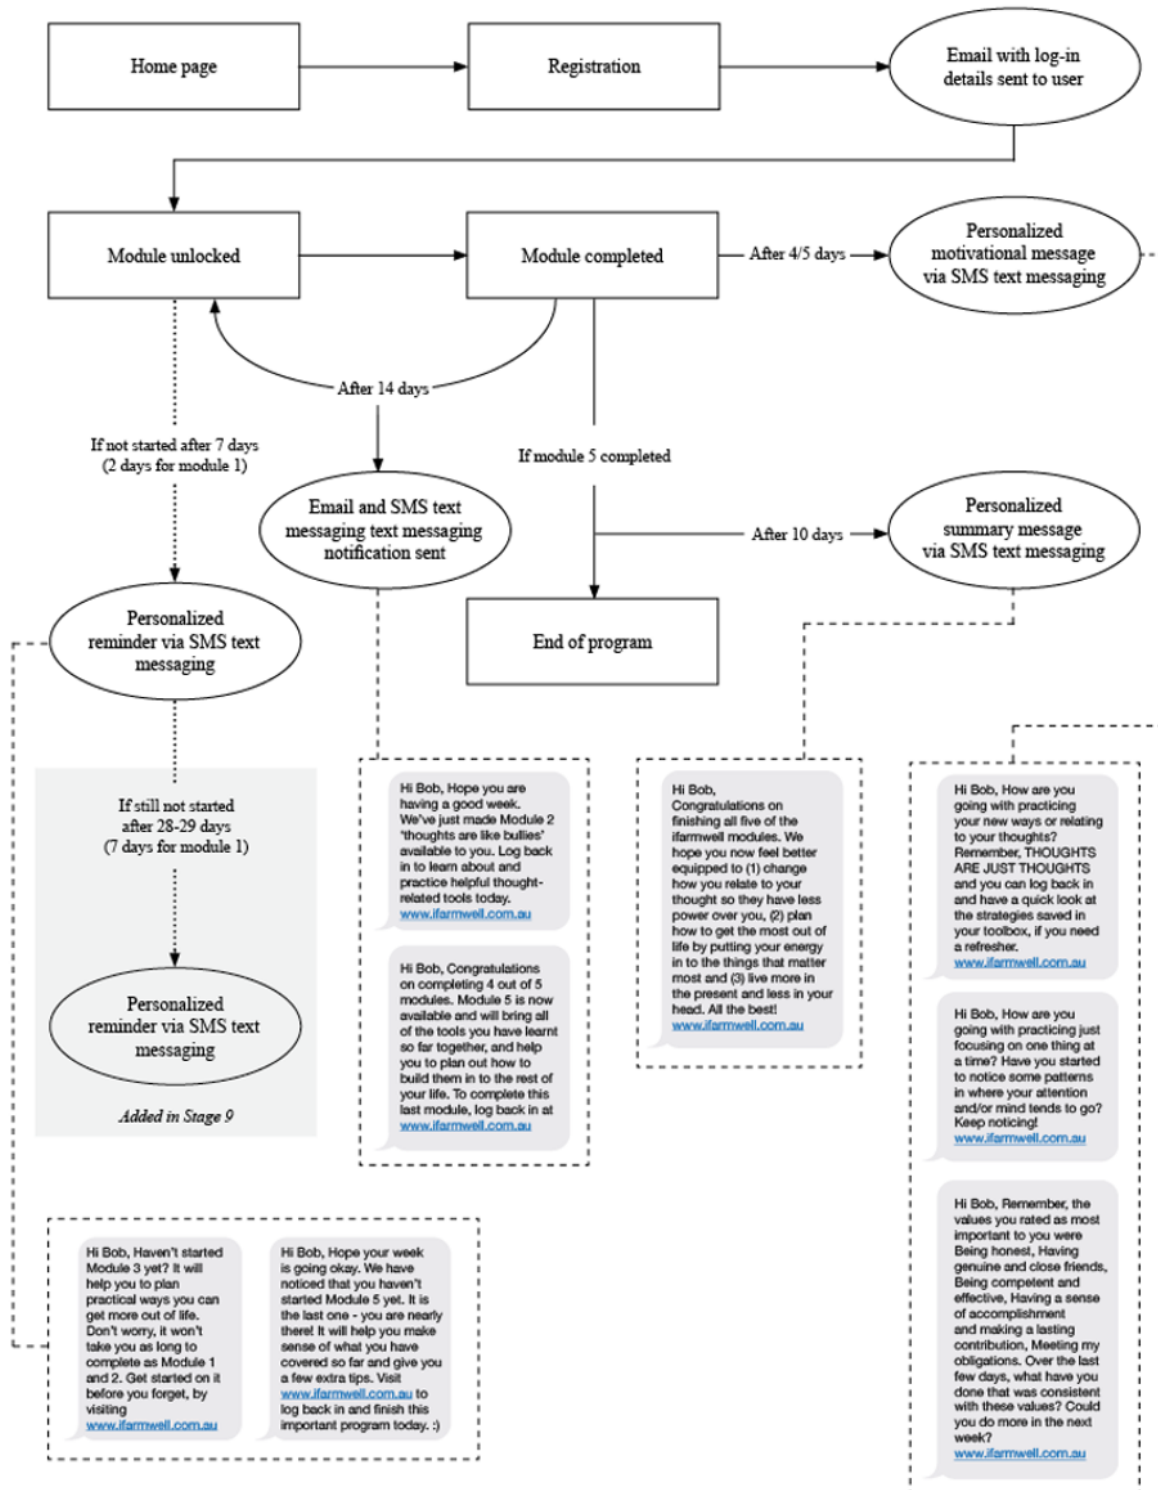 Home page
Registration
Email with log-in
details sent to user
Module unlocked
Module completed
After 4/5 days
Personalized
motivational message
via SMS text messaging
After 14 days
If not started after 7 days
(2 days for module 1)
If module 5 completed
Email and SMS text
messaging text messaging
notification sent
After 10 days
Personalized
summary message
via SMS text messaging
Personalized
reminder via SMS text
messaging
End of program
If still not started
after 28-29 days
(7 days for module 1)
Personalized
reminder via SMS text
messaging
Added in Stage 9
Hi Bob, Hope you are
having a good week.
We've just made Module 2
'thoughts are like bullies'
available to you. Log back
in to learn about and
practice helpful thought-
related tools today.
www.ifarmwell.com.au
Hi Bob, Congratulations
on completing 4 out of 5
modules. Module 5 is now
available and will bring all
of the tools you have learnt
so far together, and help
you to plan out how to
build them in to the rest of
your life. To complete this
last module, log back in at
www.ifarmwell.com.au
Hi Bob,
Congratulations on
finishing all five of the
ifarmwell modules. We
hope you now feel better
equipped to (1) change
how you relate to your
thought so they have less
power over you, (2) plan
how to get the most out of
life by putting your energy
in to the things that matter
most and (3) live more in
the present and less in your
head. All the best!
www.ifarmwell.com.au
Hi Bob, How are you
going with practicing
your new ways or relating
to your thoughts?
Remember, THOUGHTS
ARE JUST THOUGHTS
and you can log back in
and have a quick look at
the strategies saved in
your toolbox, if you need
a refresher.
www.ifarmwell.com.au
Hi Bob, How are you
going with practicing just
focusing on one thing at
a time? Have you started
to notice some patterns
in where your attention
and/or mind tends to go?
Keep noticing!
www.ifarmwell.com.au
Hi Bob, Remember, the
values you rated as most
important to you were
Being honest, Having
genuine and close friends,
Being competent and
effective, Having a sense
of accomplishment
and making a lasting
contribution, Meeting my
obligations. Over the last
few days, what have you
done that was consistent
with these values? Could
you do more in the next
week?
www.ifarmwell.com.au
Hi Bob, Haven't started
Module 3 yet? It will
help you to plan
practical ways you can
get more out of life.
Don't worry, it won't
take you as long to
complete as Module 1
and 2. Get started on it
before you forget, by
visiting
www.ifarmwell.com.au
Hi Bob, Hope your week
is going okay. We have
noticed that you haven't
started Module 5 yet. It is
the last one - you are nearly
there! It will help you make
sense of what you have
covered so far and give you
a few extra tips. Visit
www.ifarmwell.com.au to
log back in and finish this
important program today. :)